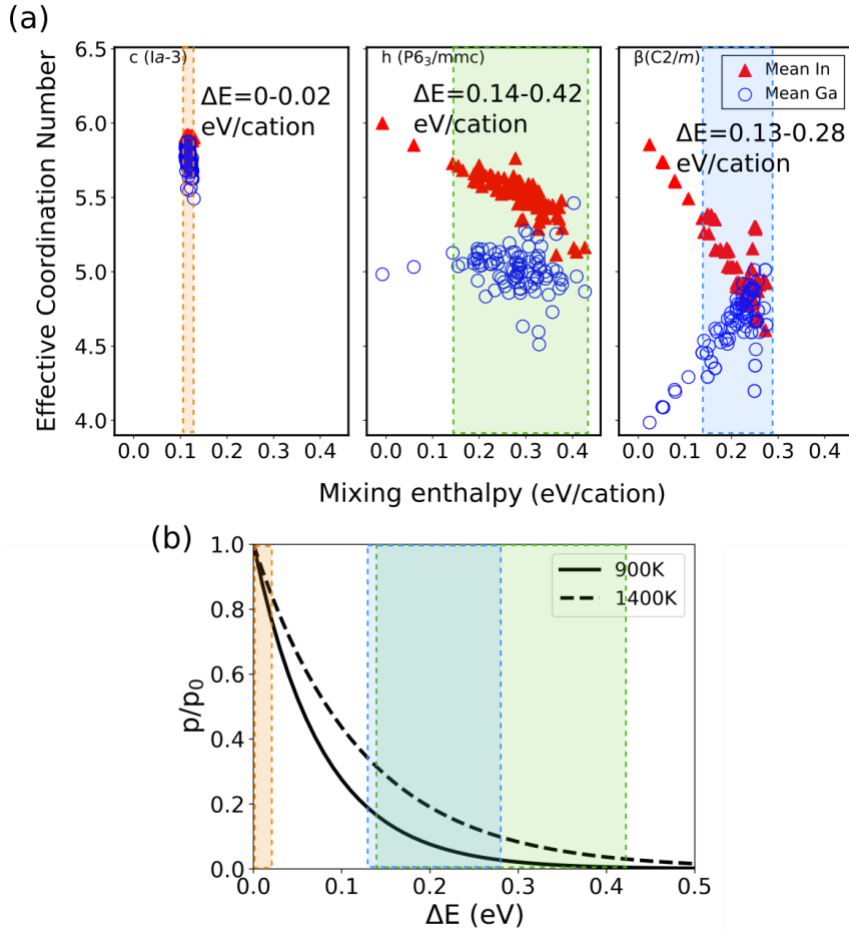 (a)
c (Ia-3)
h (P6₃/mmc)
β(C2/m)
Mean In
Mean Ga
ΔE=0-0.02
eV/cation
ΔE=0.14-0.42
eV/cation
ΔE=0.13-0.28
eV/cation
Effective Coordination Number
6.5
6.0
5.5
5.0
4.5
4.0
0.0 0.1 0.2 0.3 0.4
0.0 0.1 0.2 0.3 0.4
0.0 0.1 0.2 0.3 0.4
Mixing enthalpy (eV/cation)
(b)
900K
1400K
p/p₀
1.0
0.8
0.6
0.4
0.2
0.0
0.0 0.1 0.2 0.3 0.4 0.5
ΔE (eV)